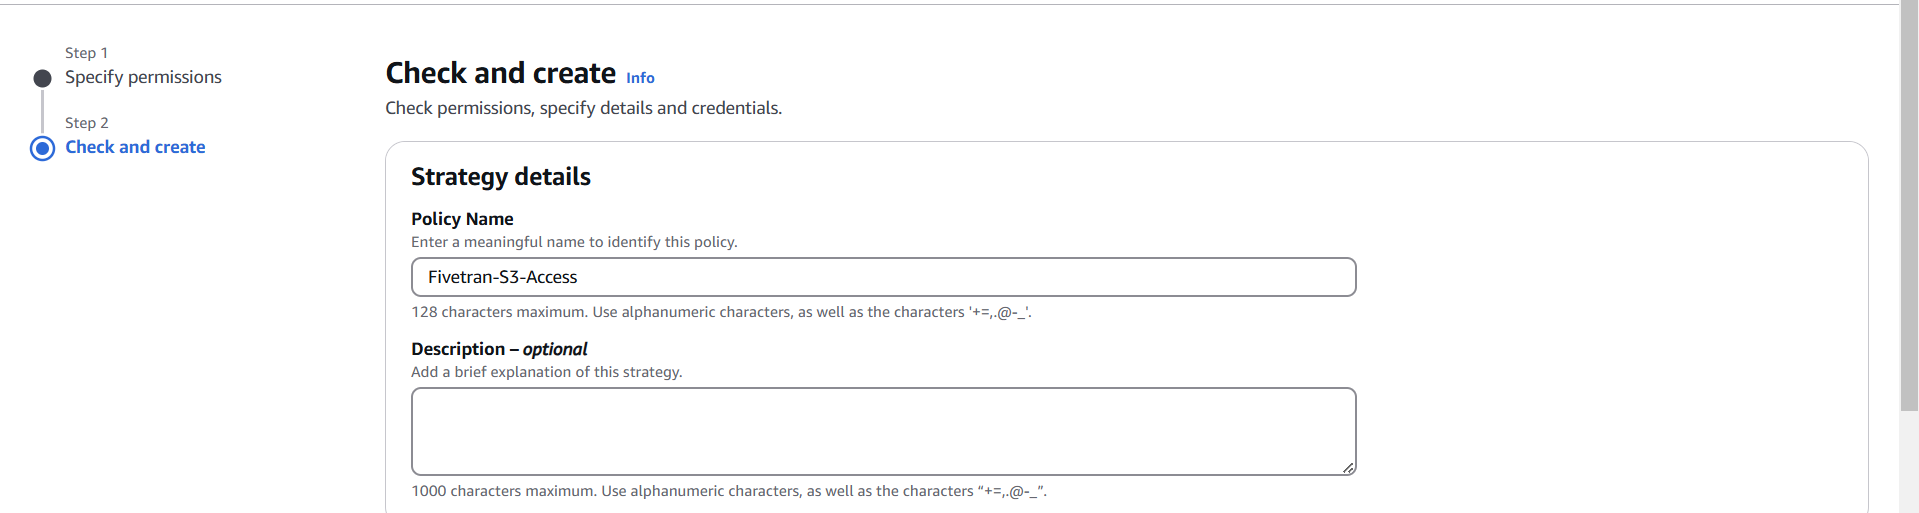 Step 1
Specify permissions
Step 2
Check and create
Check and create Info
Check permissions, specify details and credentials.
Strategy details
Policy Name
Enter a meaningful name to identify this policy.
Fivetran-S3-Access
128 characters maximum. Use alphanumeric characters, as well as the characters '+=,.@-_'.
Description – optional
Add a brief explanation of this strategy.
1000 characters maximum. Use alphanumeric characters, as well as the characters “+=,.@-_”.